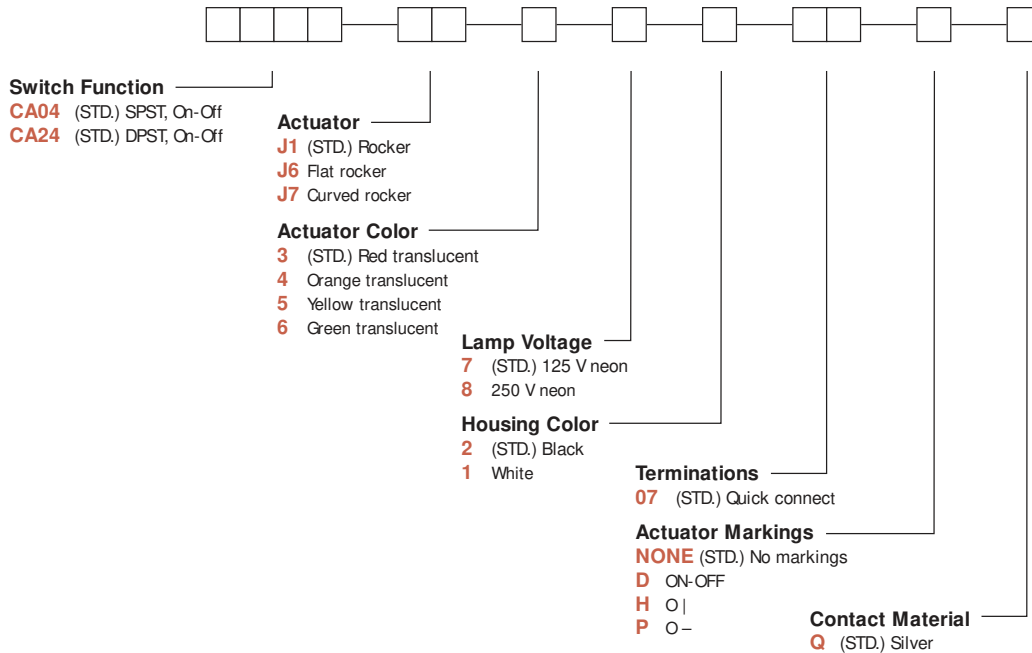 Switch Function
CA04 (STD.) SPST, On-Off
CA24 (STD.) DPST, On-Off
Actuator
J1 (STD.) Rocker
J6 Flat rocker
J7 Curved rocker
Actuator Color
3 (STD.) Red translucent
4 Orange translucent
5 Yellow translucent
6 Green translucent
Lamp Voltage
7 (STD.) 125 V neon
8 250 V neon
Housing Color
2 (STD.) Black
1 White
Terminations
07 (STD.) Quick connect
Actuator Markings
NONE (STD.) No markings
D ON-OFF
H O |
P O –
Contact Material
Q (STD.) Silver